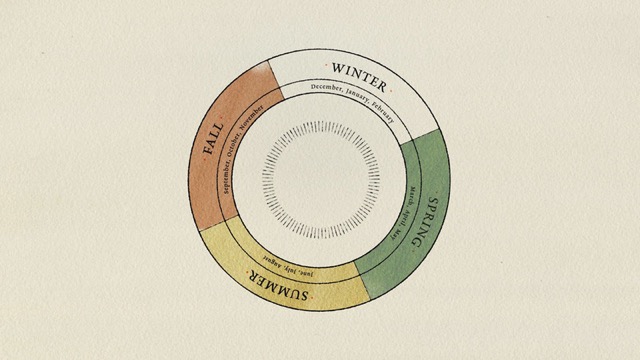 WINTER
December, January, February
SPRING
March, April, May
SUMMER
June, July, August
FALL
September, October, November